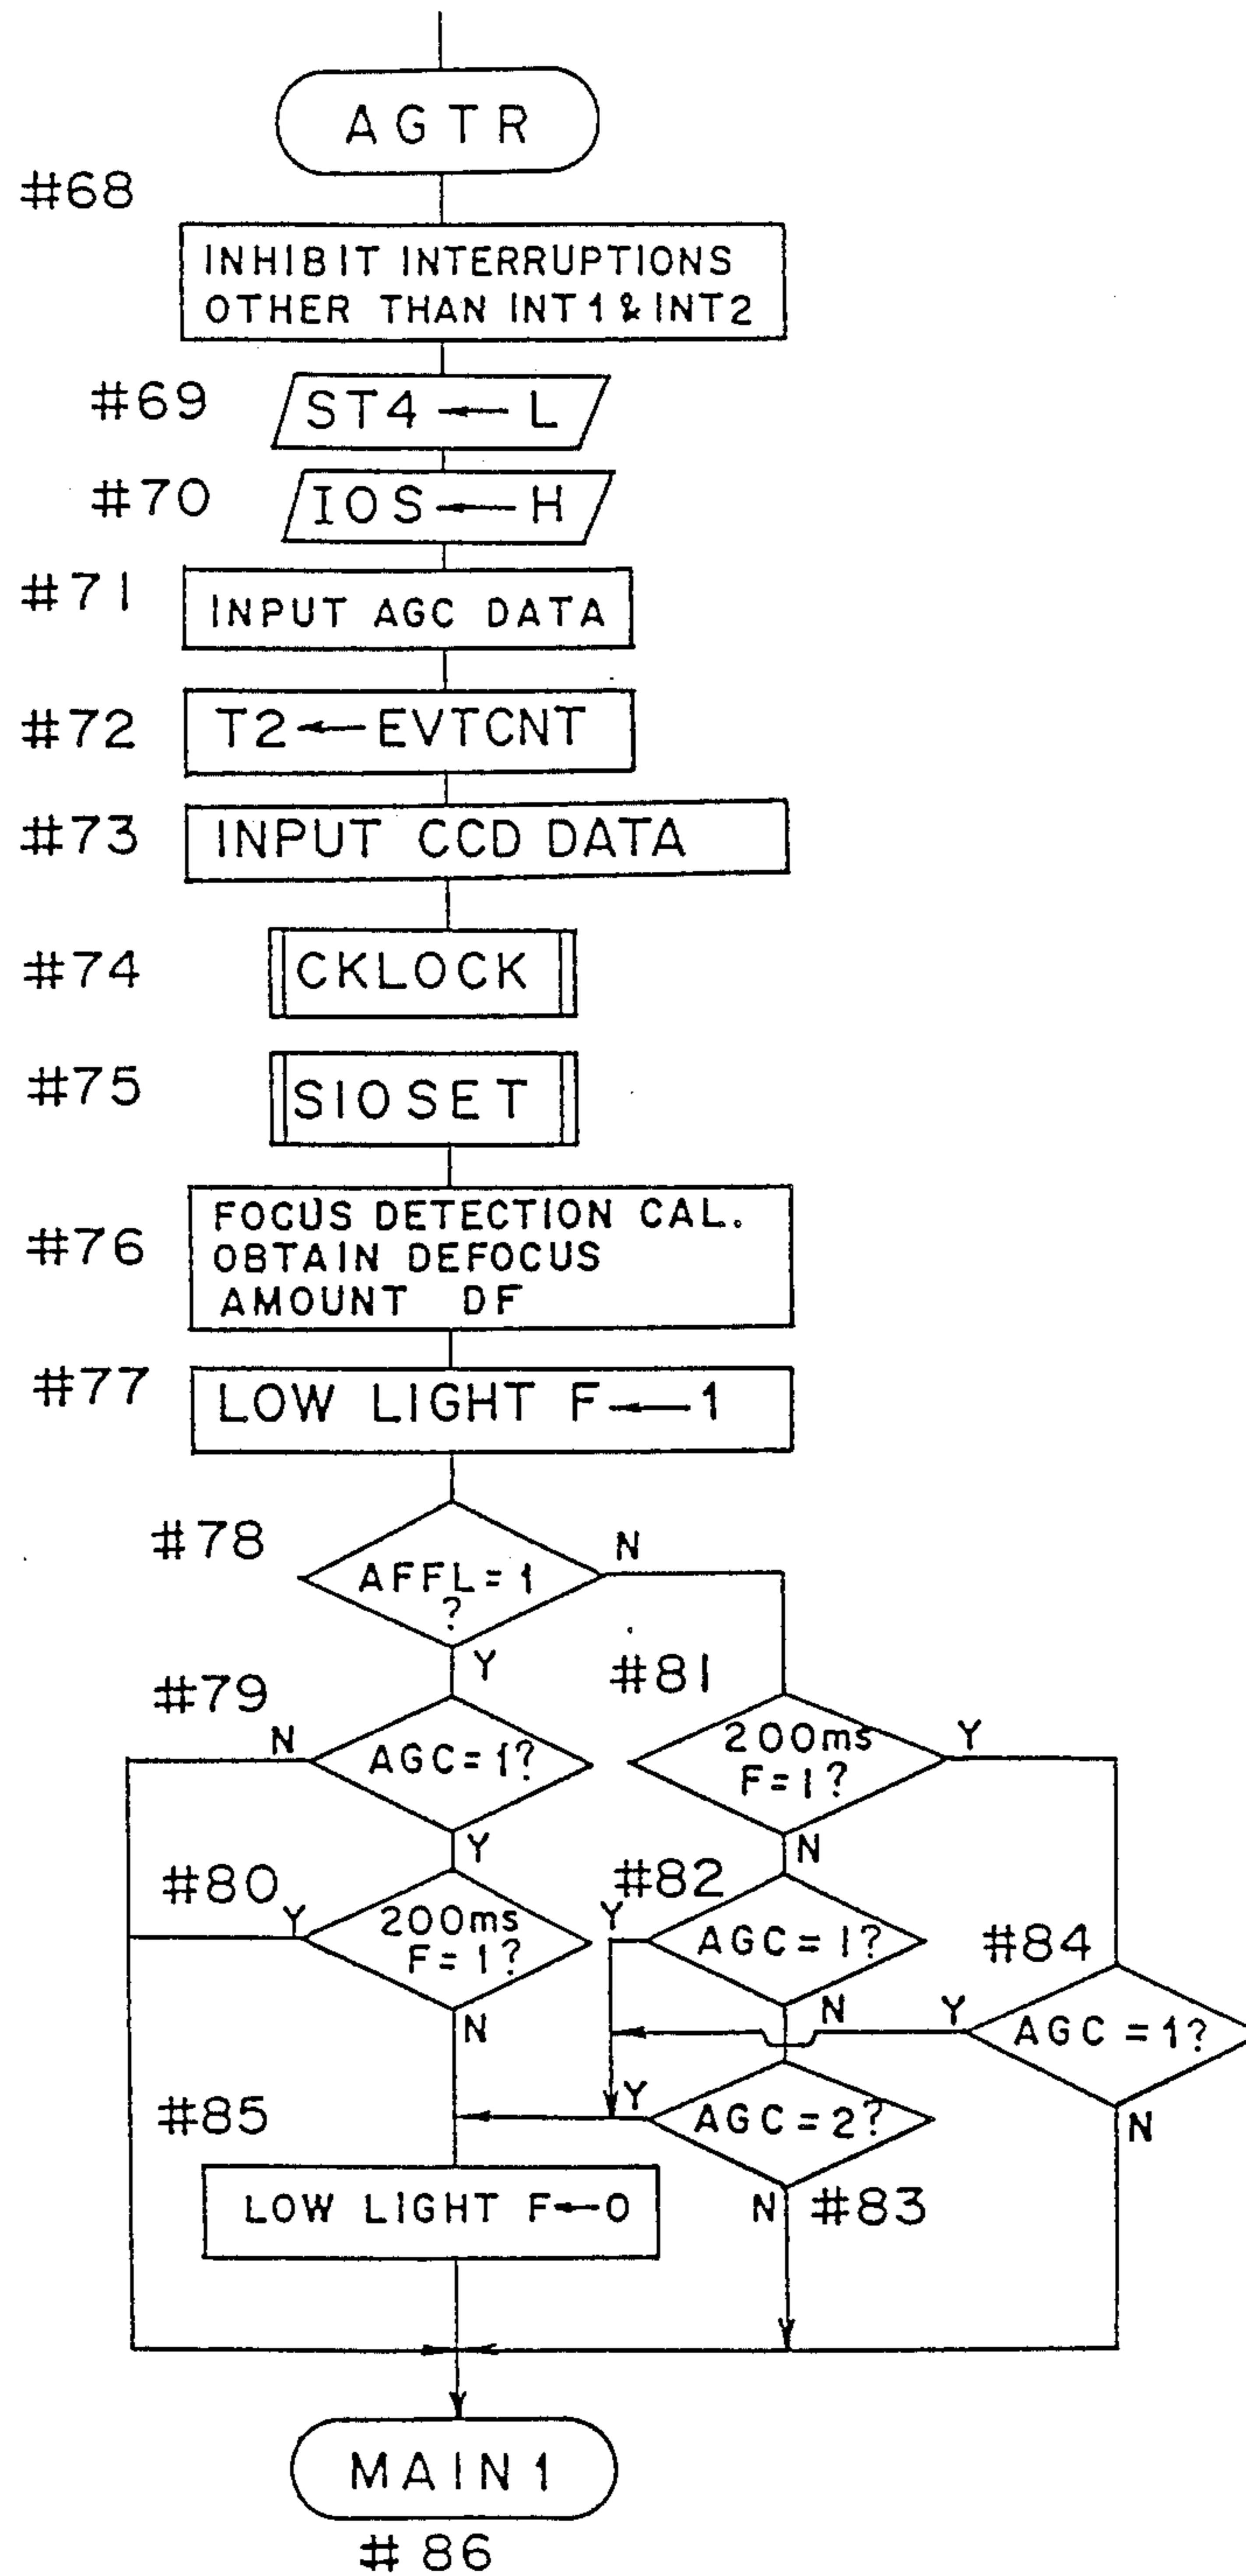 AGTR
#68
INHIBIT INTERRUPTIONS
OTHER THAN INT1 & INT2
#69
ST4 ← L
#70
IOS ← H
#71
INPUT AGC DATA
#72
T2 ← EVTCNT
#73
INPUT CCD DATA
#74
CKLOCK
#75
SIOSET
#76
FOCUS DETECTION CAL.
OBTAIN DEFOCUS
AMOUNT DF
#77
LOW LIGHT F ← 1
#78
AFFL = 1
?
N
Y
#79
N
AGC = 1?
Y
#81
200ms
F = 1?
Y
N
#80
Y
200ms
F = 1?
N
#82
Y
AGC = 1?
N
#84
Y
AGC = 1?
N
Y
AGC = 2?
N
#83
#85
LOW LIGHT F ← 0
MAIN1
#86